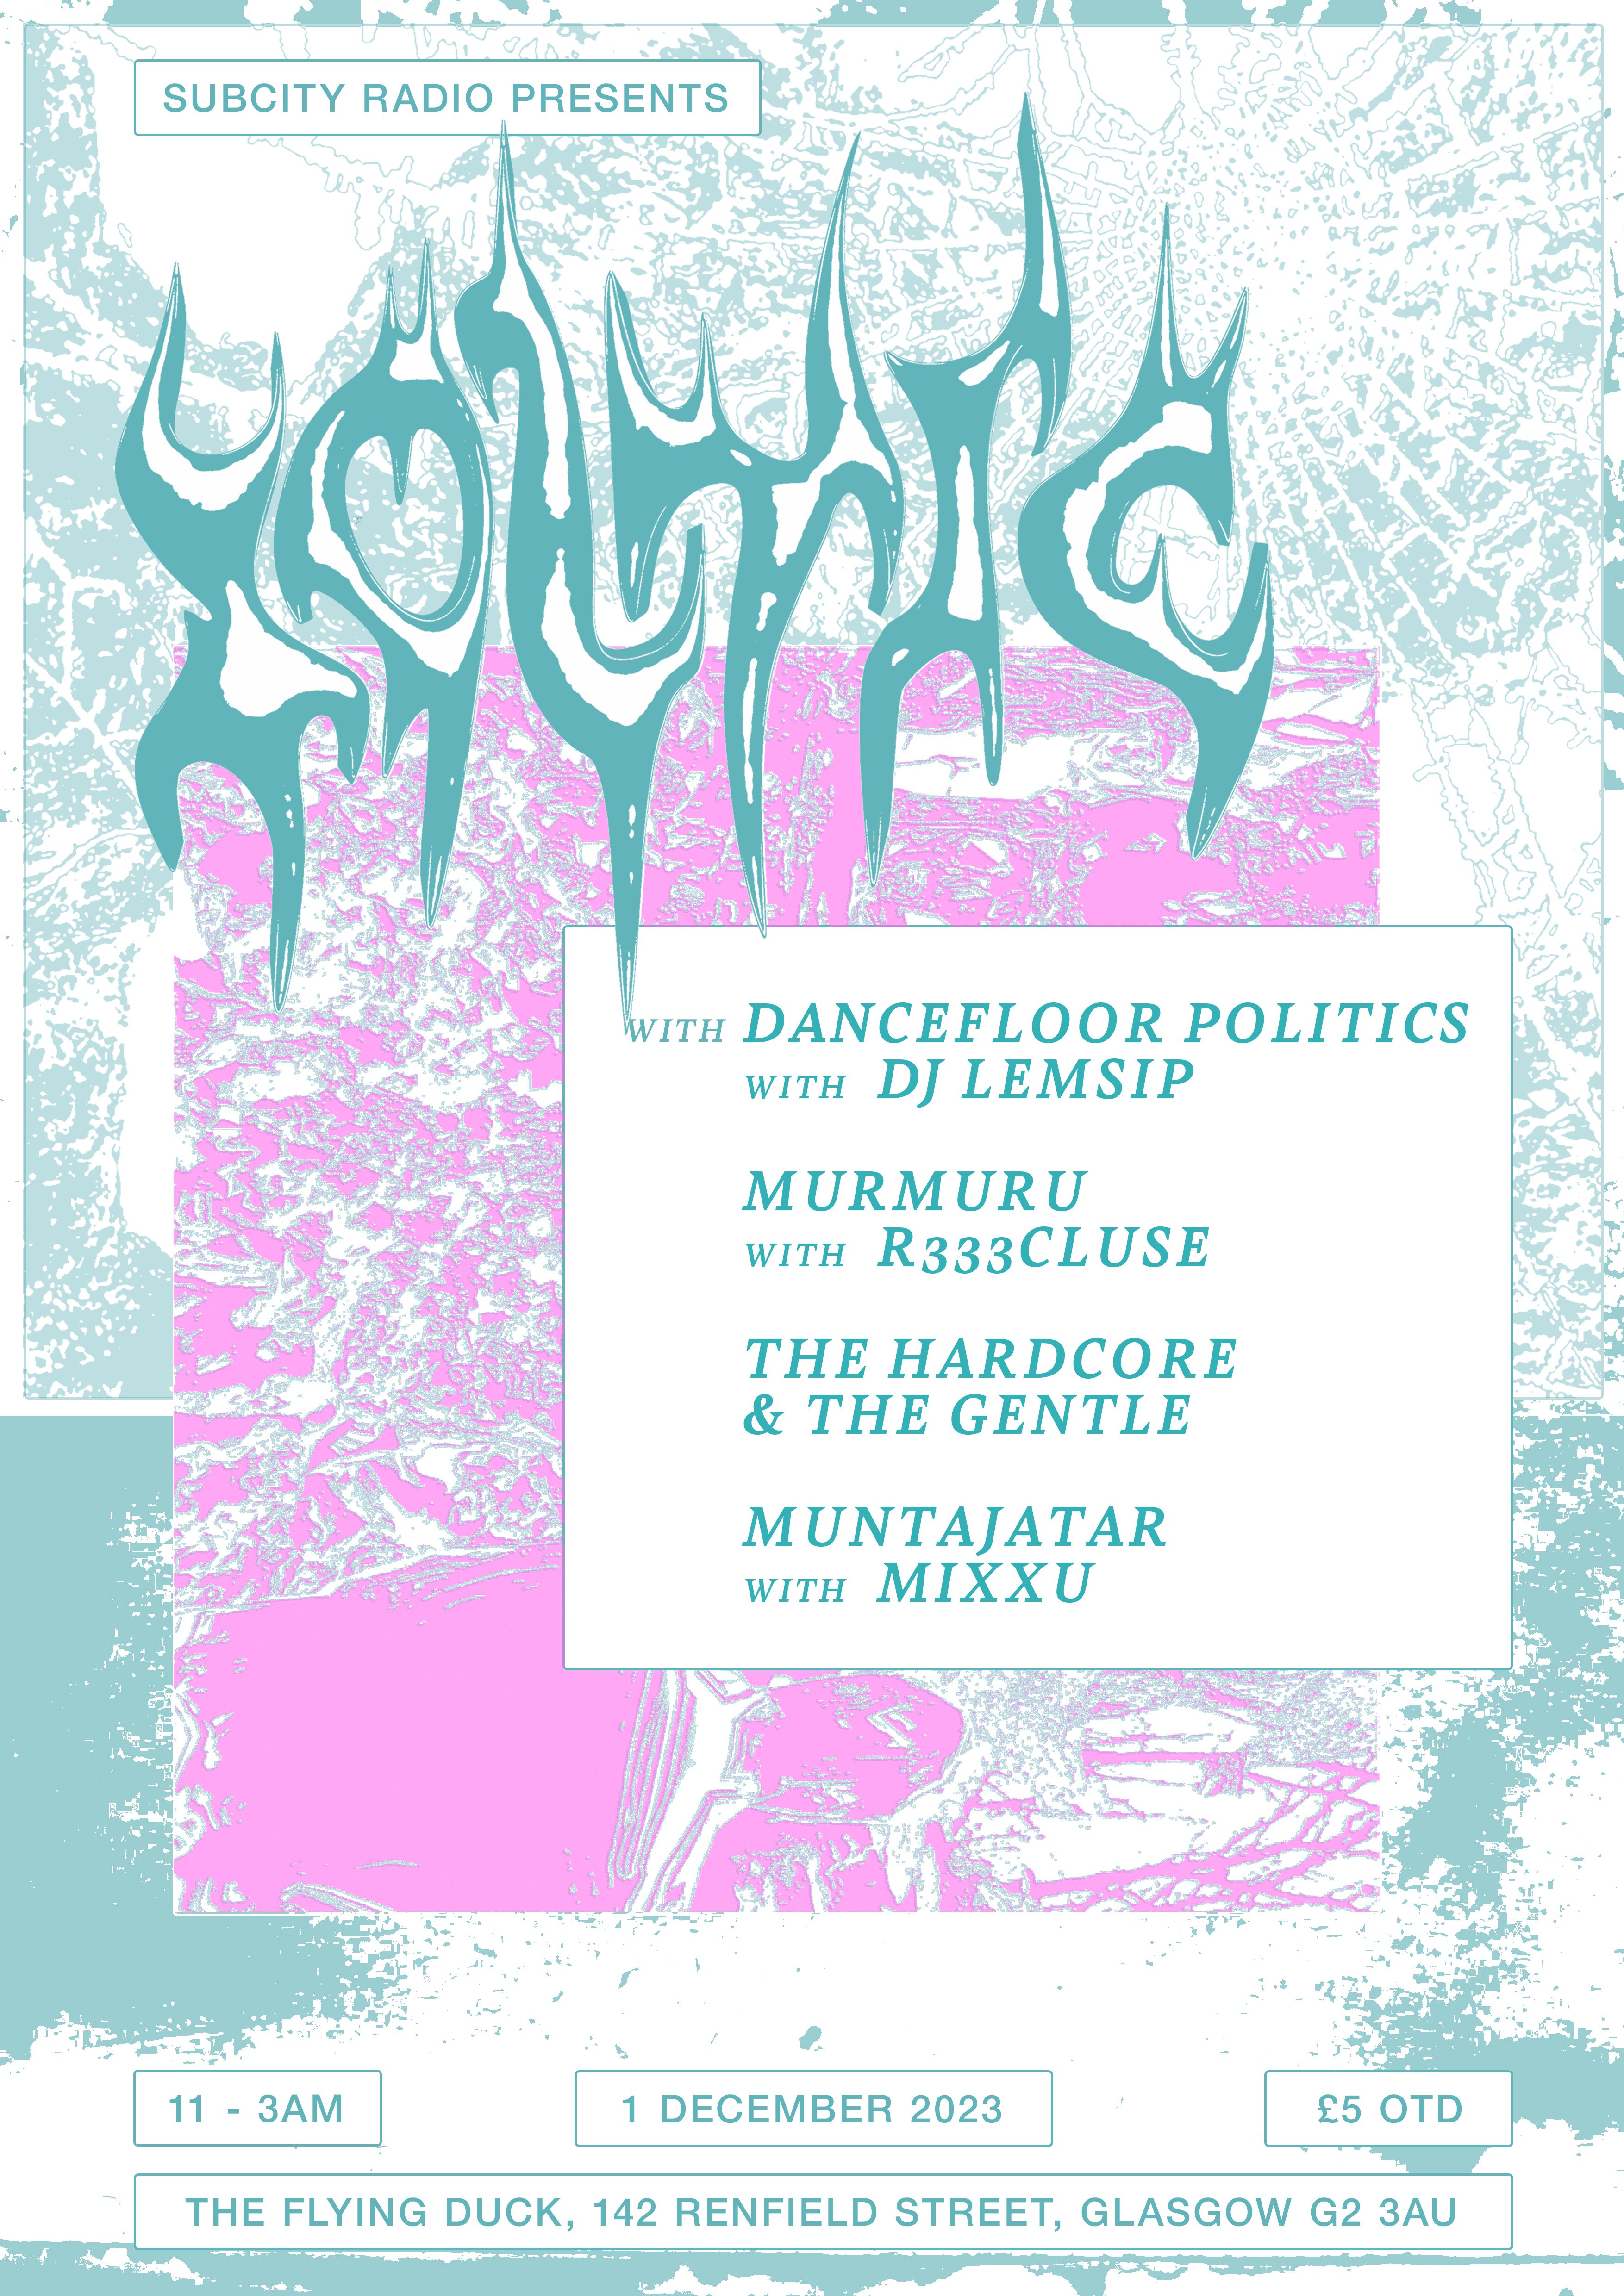 SUBCITY RADIO PRESENTS
WITH DANCEFLOOR POLITICS
WITH DJ LEMSIP
MURMURU
WITH R333CLUSE
THE HARDCORE
& THE GENTLE
MUNTAJATAR
WITH MIXXU
11 - 3AM
1 DECEMBER 2023
£5 OTD
THE FLYING DUCK, 142 RENFIELD STREET, GLASGOW G2 3AU